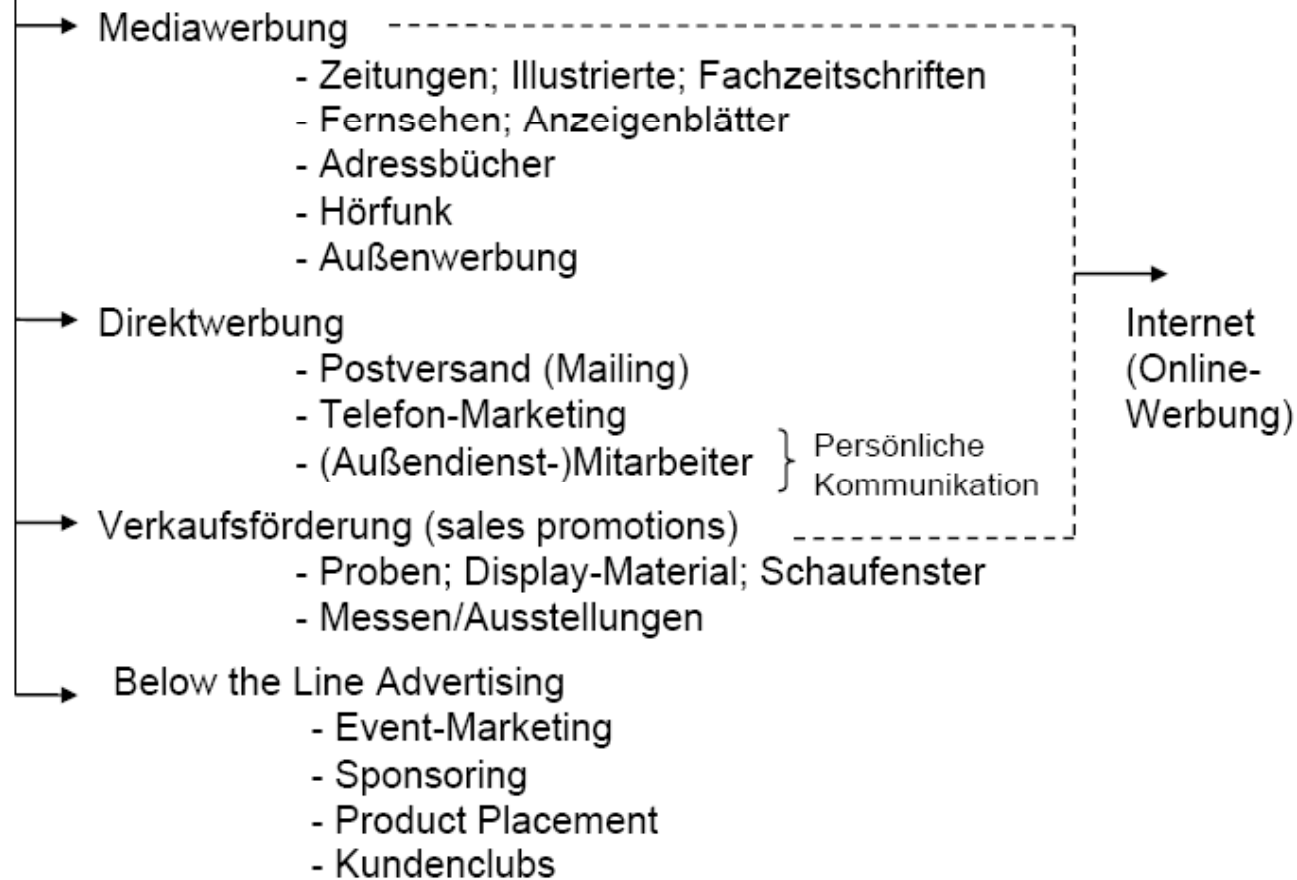 Mediawerbung
- Zeitungen; Illustrierte; Fachzeitschriften
- Fernsehen; Anzeigenblätter
- Adressbücher
- Hörfunk
- Außenwerbung
Direktwerbung
- Postversand (Mailing)
- Telefon-Marketing
- (Außendienst-)Mitarbeiter
Persönliche
Kommunikation
Internet
(Online-
Werbung)
Verkaufsförderung (sales promotions)
- Proben; Display-Material; Schaufenster
- Messen/Ausstellungen
Below the Line Advertising
- Event-Marketing
- Sponsoring
- Product Placement
- Kundenclubs